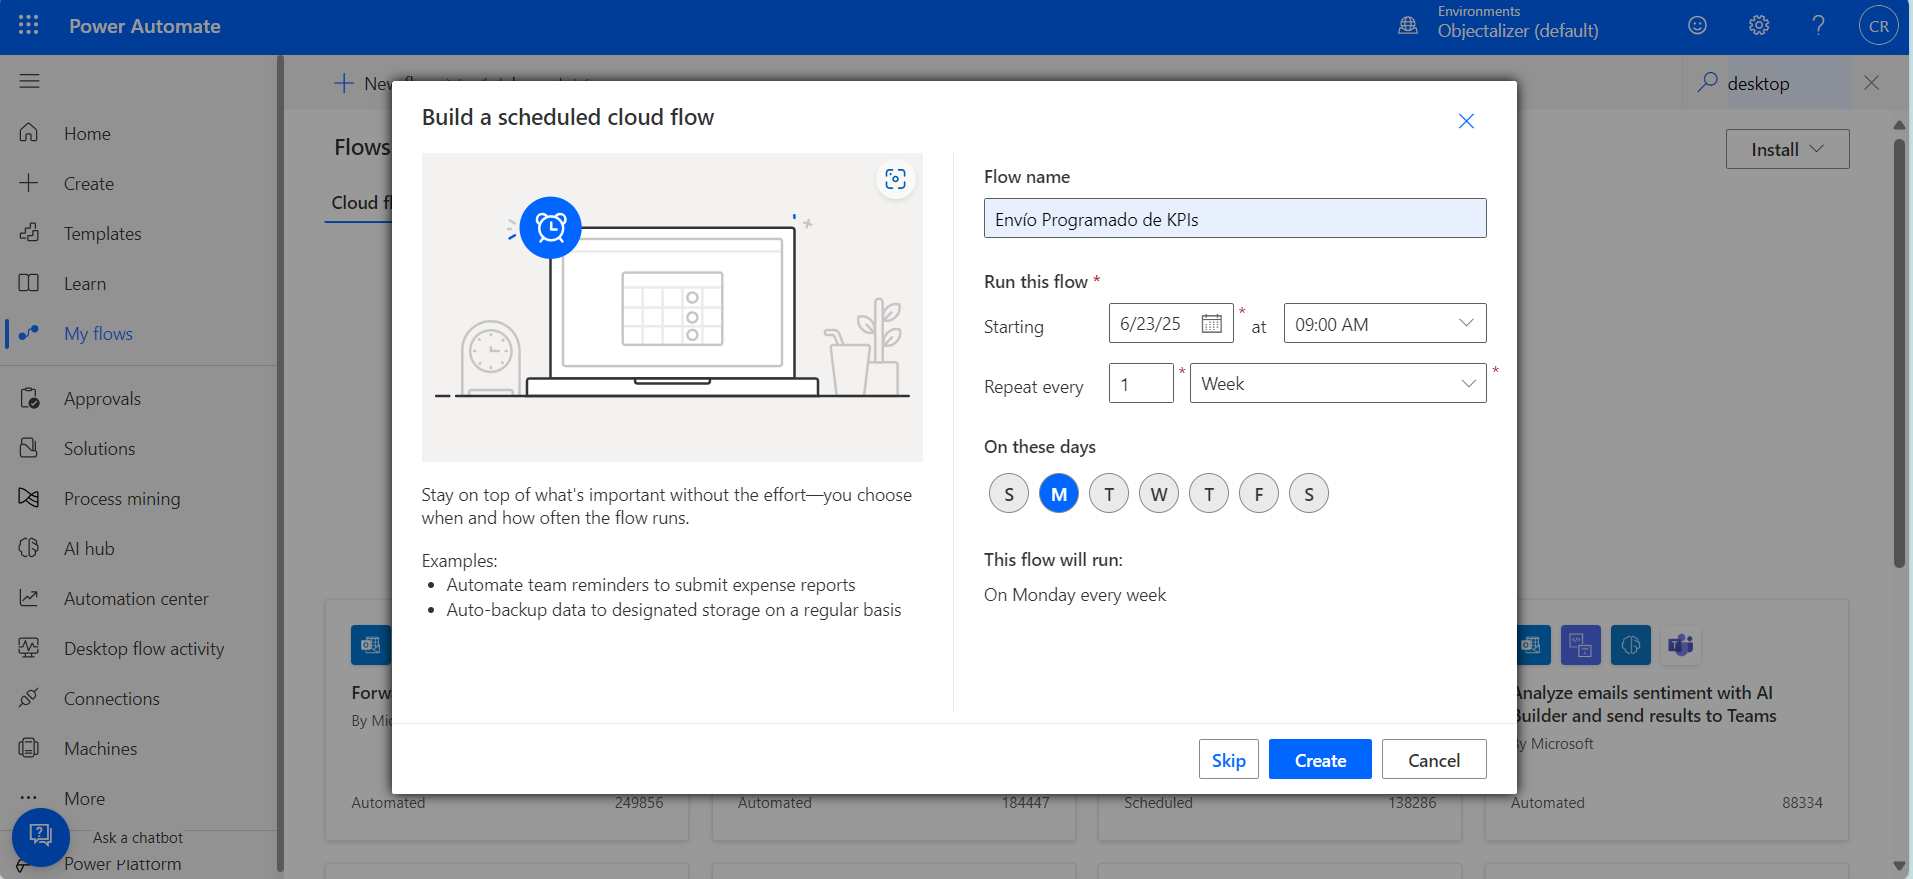 Power Automate
Environments
Objectalizer (default)
CR
New
desktop
Home
Create
Templates
Learn
My flows
Approvals
Solutions
Process mining
AI hub
Automation center
Desktop flow activity
Connections
Machines
More
Ask a chatbot
Power Platform
Flows
Install
Cloud fl
Build a scheduled cloud flow
Stay on top of what's important without the effort—you choose
when and how often the flow runs.
Examples:
• Automate team reminders to submit expense reports
• Auto-backup data to designated storage on a regular basis
Flow name
Envío Programado de KPIs
Run this flow *
Starting 6/23/25 * at 09:00 AM
Repeat every 1 * Week *
On these days
S M T W T F S
This flow will run:
On Monday every week
Skip Create Cancel
Forw
By Mic
Automated 249856
Automated 184447
Scheduled 138286
Analyze emails sentiment with AI
Builder and send results to Teams
By Microsoft
Automated 88334